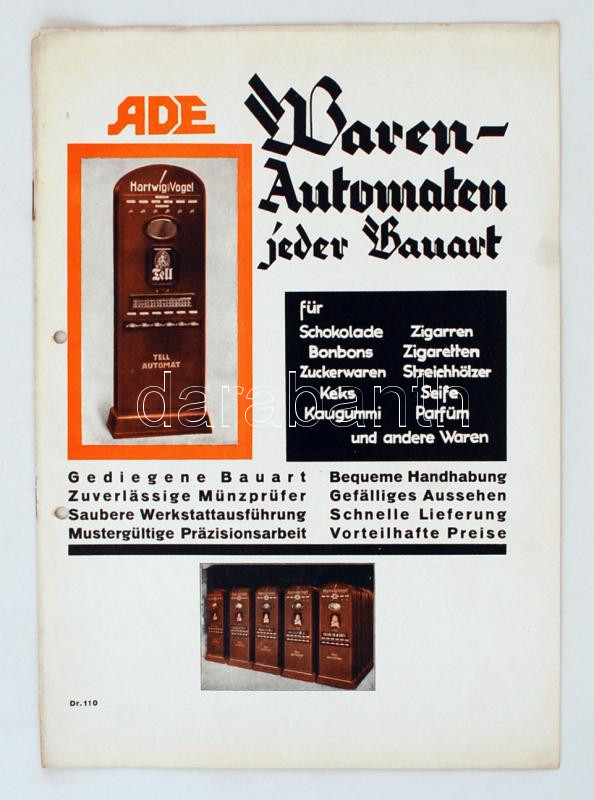 ADE
Waren-
Automaten
jeder Bauart
Hartwig & Vogel
Tell
TELL
AUTOMAT
für
Schokolade Zigarren
Bonbons Zigaretten
Zuckerwaren Streichhölzer
Keks Seife
Kaugummi Parfüm
und andere Waren
darabanth
Gediegene Bauart Bequeme Handhabung
Zuverlässige Münzprüfer Gefälliges Aussehen
Saubere Werkstattausführung Schnelle Lieferung
Mustergültige Präzisionsarbeit Vorteilhafte Preise
Dr. 110